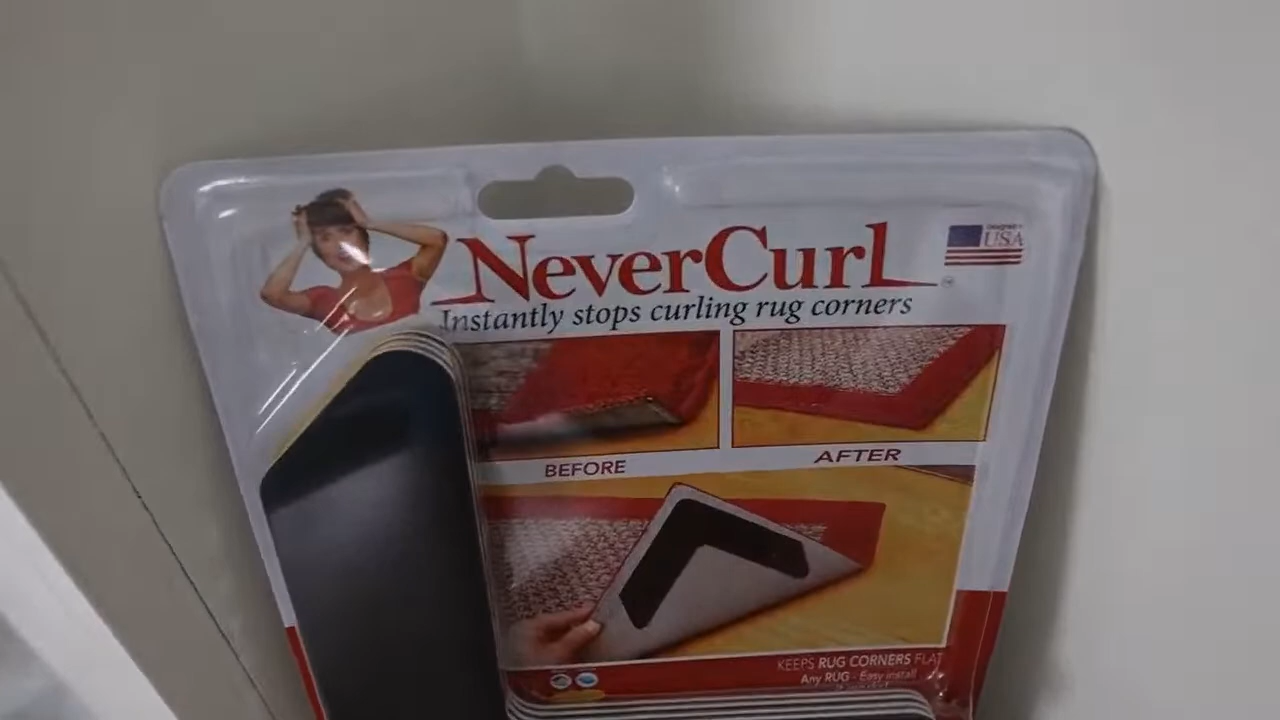 NeverCurl
USA
Instantly stops curling rug corners
BEFORE
AFTER
KEEPS RUG CORNERS FLAT
Any RUG - Easy install